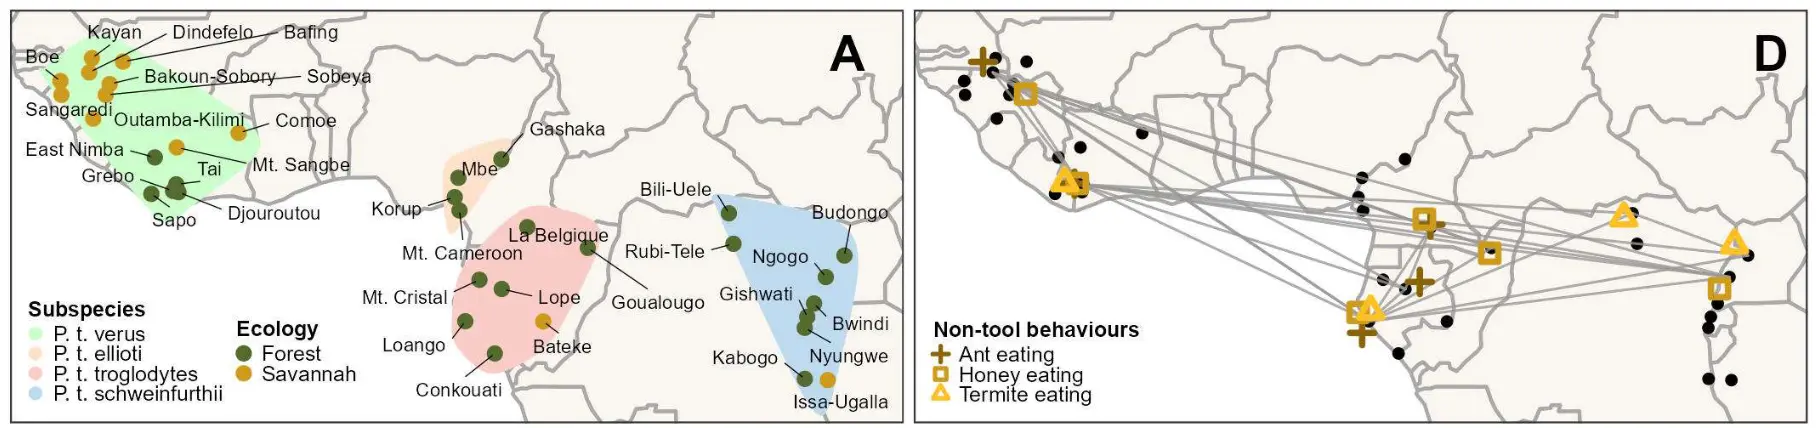 Kayan
Dindefelo
Bafing
A
Boe
Bakoun-Sobory
Sobeya
Sangaredi
Outamba-Kilimi
Comoe
Gashaka
East Nimba
Mt. Sangbe
Tai
Mbe
Grebo
Bili-Uele
Korup
Djouroutou
Budongo
Sapo
La Belgique
Mt. Cameroon
Rubi-Tele
Ngogo
Mt. Cristal
Lope
Goualougo
Gishwati
Subspecies
P. t. verus
P. t. ellioti
P. t. troglodytes
P. t. schweinfurthii
Ecology
Forest
Savannah
Bwindi
Loango
Bateke
Nyungwe
Kabogo
Conkouati
Issa-Ugalla
D
Non-tool behaviours
Ant eating
Honey eating
Termite eating